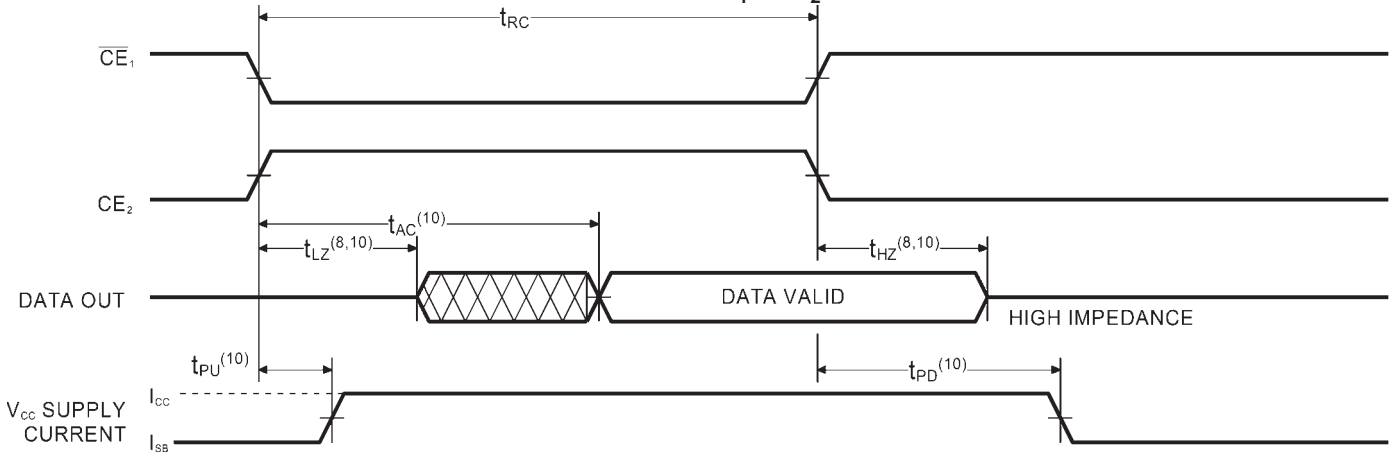 2
tRC
CE1
CE2
tAC(10)
tLZ(8,10)
tHZ(8,10)
DATA OUT
DATA VALID
HIGH IMPEDANCE
tPU(10)
tPD(10)
VCC SUPPLY
CURRENT
ICC
ISB